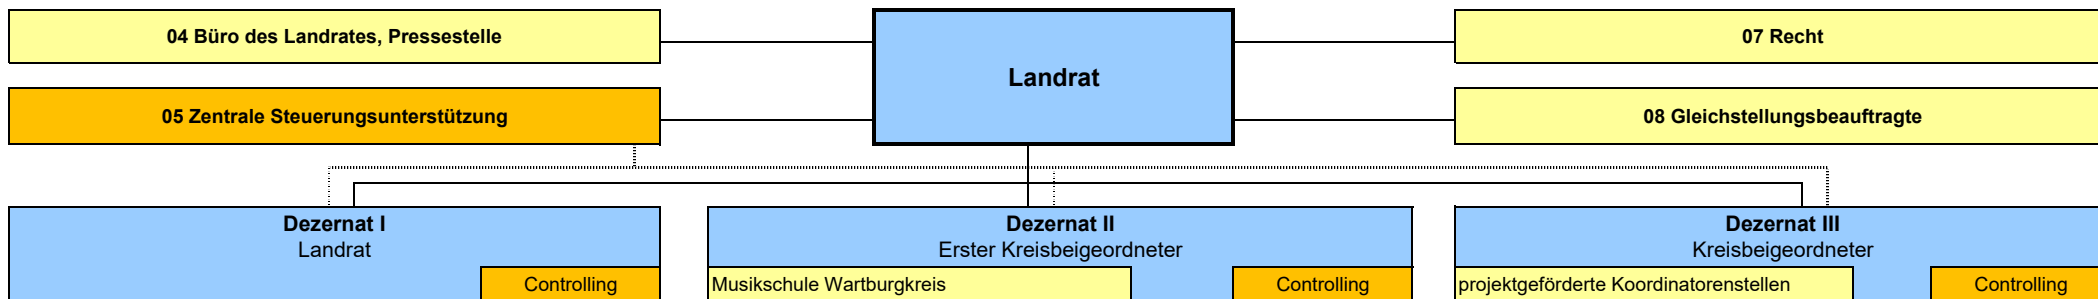 04 Büro des Landrates, Pressestelle
Landrat
07 Recht
05 Zentrale Steuerungsunterstützung
08 Gleichstellungsbeauftragte
Dezernat I
Landrat
Controlling
Dezernat II
Erster Kreisbeigeordneter
Musikschule Wartburgkreis
Controlling
Dezernat III
Kreisbeigeordneter
projektgeförderte Koordinatorenstellen
Controlling